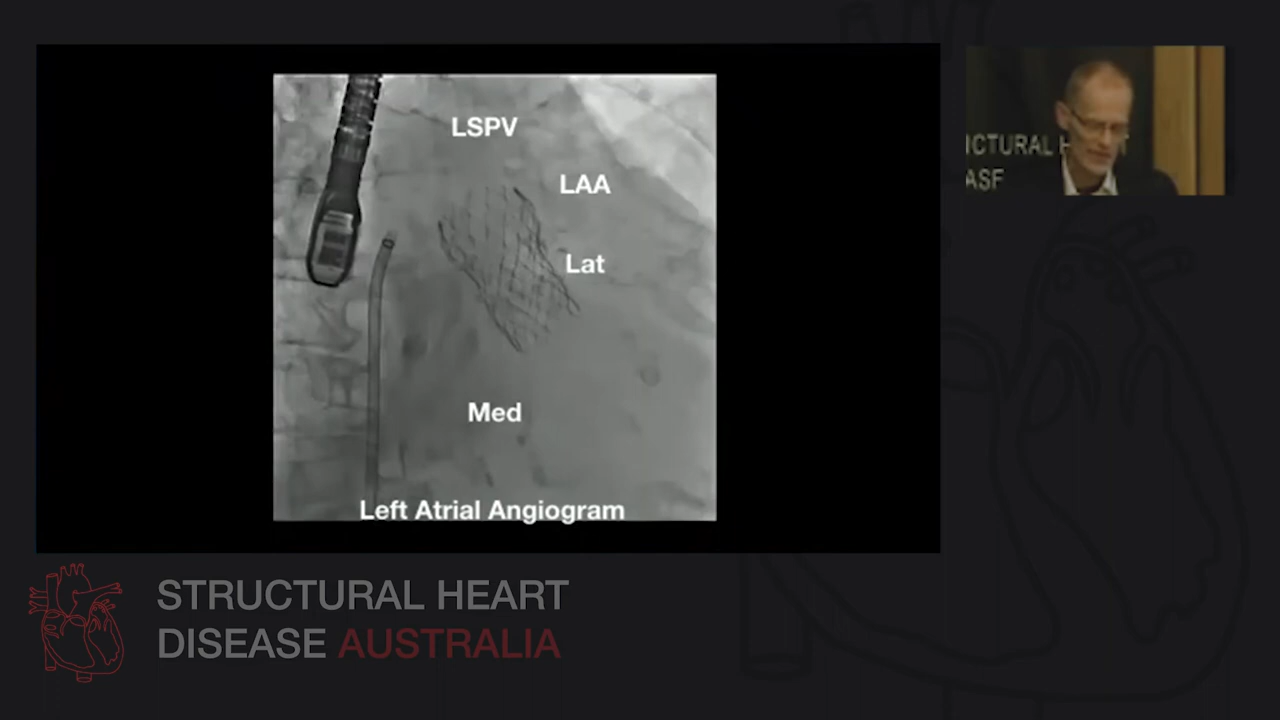 LSPV
LAA
Lat
Med
Left Atrial Angiogram
STRUCTURAL HEART
DISEASE AUSTRALIA